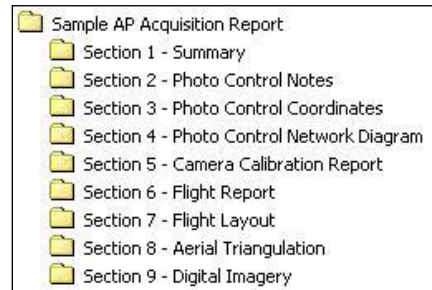 Sample AP Acquisition Report
Section 1 - Summary
Section 2 - Photo Control Notes
Section 3 - Photo Control Coordinates
Section 4 - Photo Control Network Diagram
Section 5 - Camera Calibration Report
Section 6 - Flight Report
Section 7 - Flight Layout
Section 8 - Aerial Triangulation
Section 9 - Digital Imagery